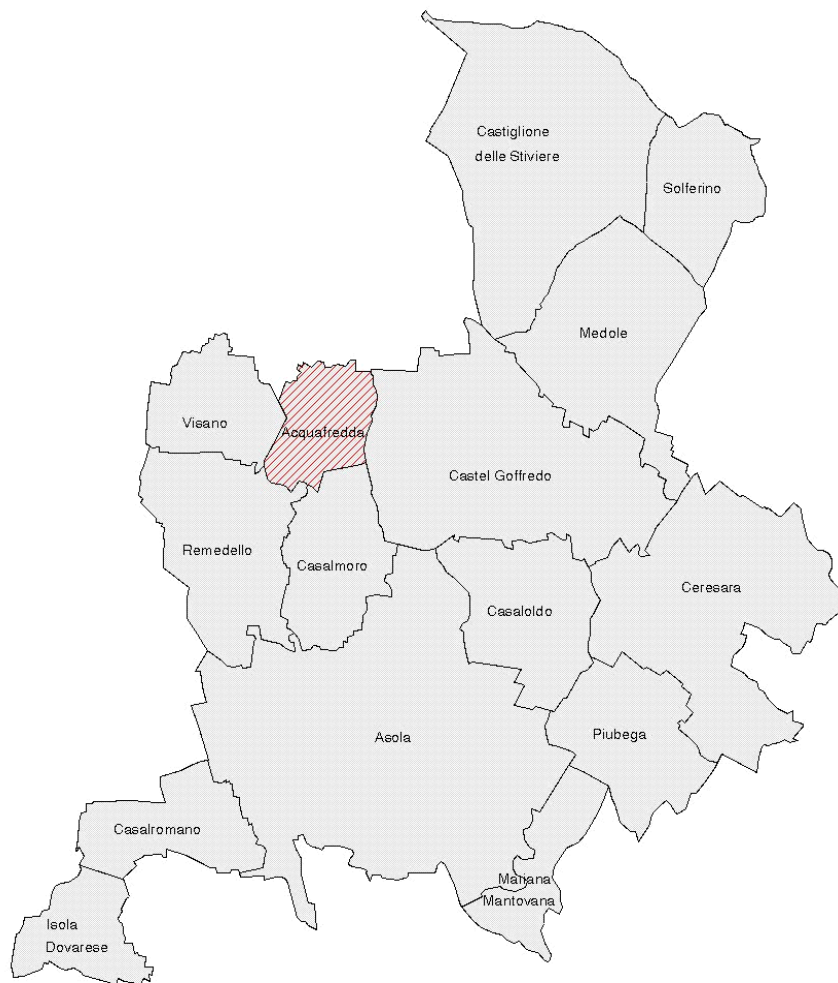 Castiglione
delle Stiviere
Solferino
Medole
Visano
Acquafredda
Castel Goffredo
Remedello
Casalmoro
Ceresara
Casaloldo
Asola
Piubega
Casalromano
Mariana
Mantovana
Isola
Dovarese